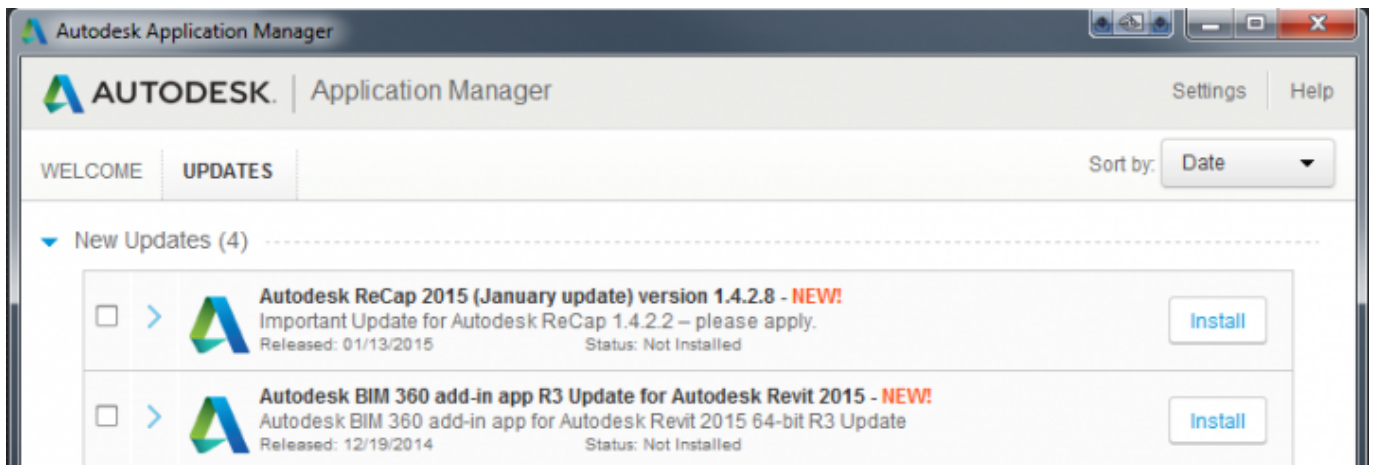 Autodesk Application Manager
AUTODESK. | Application Manager Settings Help
WELCOME UPDATES Sort by: Date
New Updates (4)
Autodesk ReCap 2015 (January update) version 1.4.2.8 - NEW!
Important Update for Autodesk ReCap 1.4.2.2 – please apply.
Released: 01/13/2015 Status: Not Installed
Install
Autodesk BIM 360 add-in app R3 Update for Autodesk Revit 2015 - NEW!
Autodesk BIM 360 add-in app for Autodesk Revit 2015 64-bit R3 Update
Released: 12/19/2014 Status: Not Installed
Install